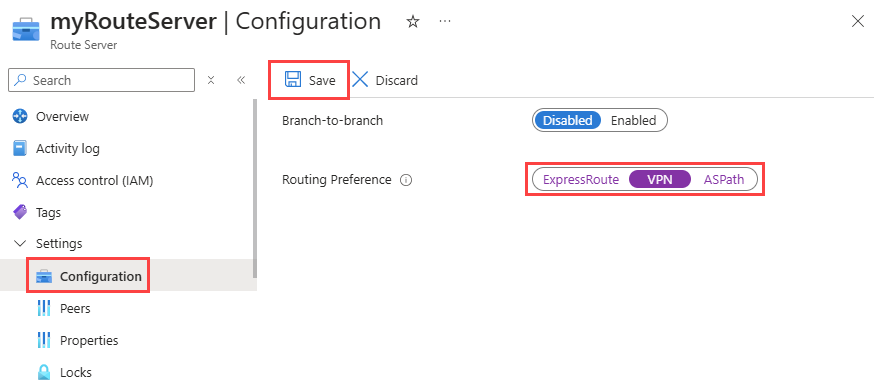 myRouteServer | Configuration ☆ ···
Route Server
Search
Save Discard
Overview
Activity log
Access control (IAM)
Tags
Settings
Configuration
Peers
Properties
Locks
Branch-to-branch Disabled Enabled
Routing Preference ExpressRoute VPN ASPath